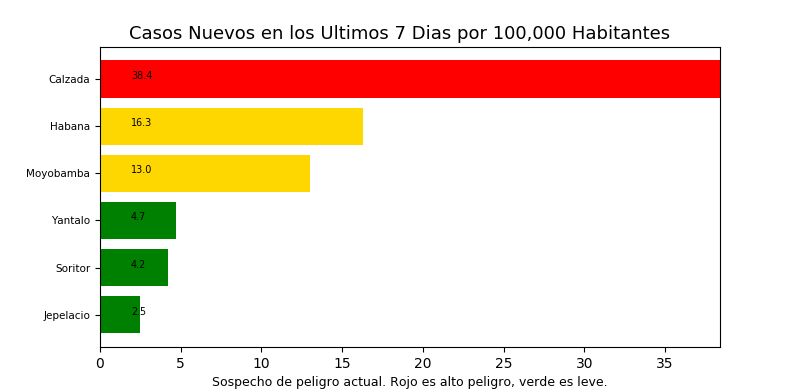 Casos Nuevos en los Ultimos 7 Dias por 100,000 Habitantes
Calzada 38.4
Habana 16.3
Moyobamba 13.0
Yantalo 4.7
Soritor 4.2
Jepelacio 2.5
0 5 10 15 20 25 30 35
Sospecho de peligro actual. Rojo es alto peligro, verde es leve.